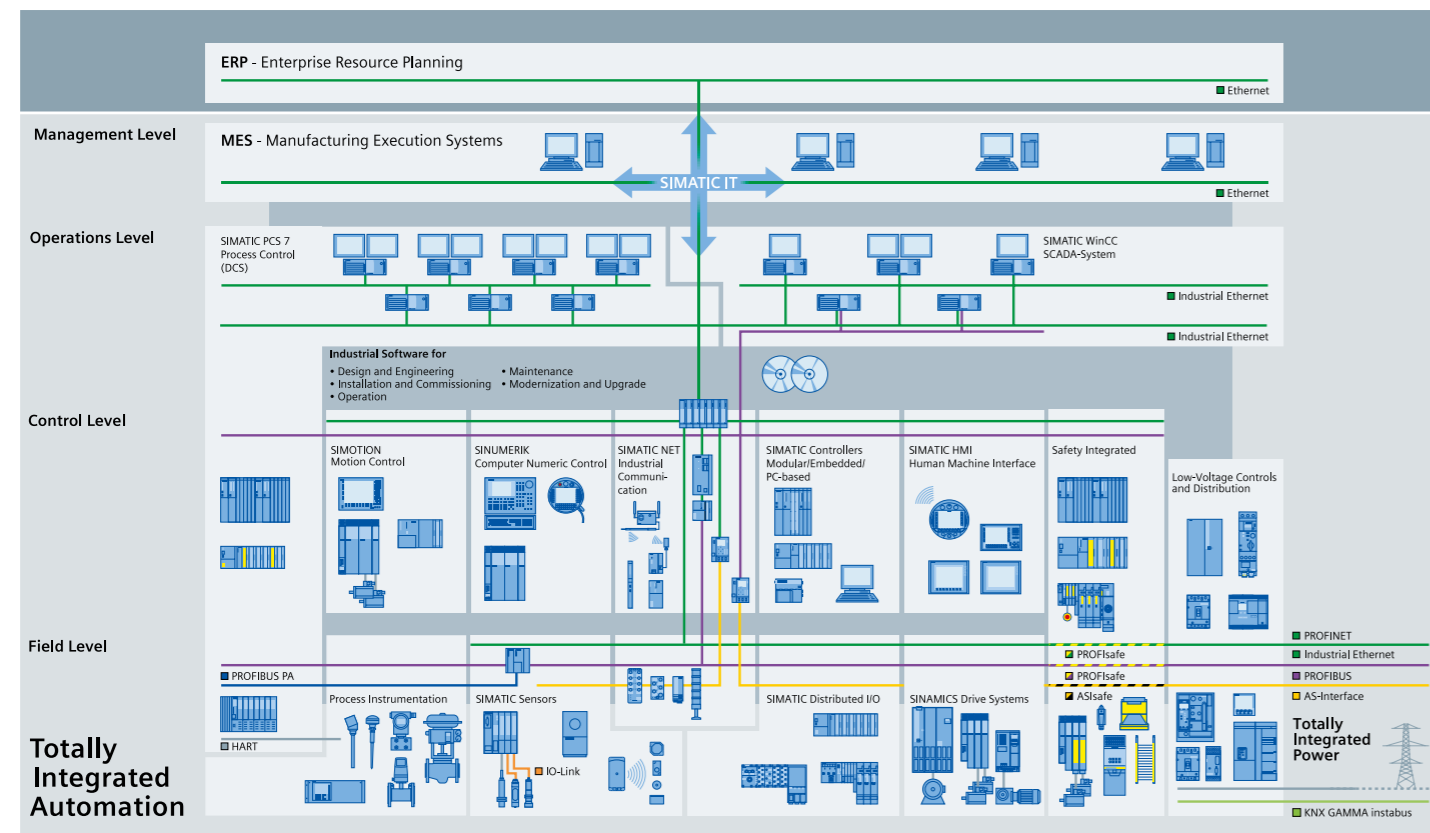 ERP - Enterprise Resource Planning
Ethernet
Management Level
MES - Manufacturing Execution Systems
SIMATIC IT
Ethernet
Operations Level
SIMATIC PCS 7
Process Control
(DCS)
SIMATIC WinCC
SCADA-System
Industrial Ethernet
Industrial Ethernet
Industrial Software for
• Design and Engineering
• Installation and Commissioning
• Operation
• Maintenance
• Modernization and Upgrade
Control Level
SIMOTION
Motion Control
SINUMERIK
Computer Numeric Control
SIMATIC NET
Industrial
Communi-
cation
SIMATIC Controllers
Modular/Embedded/
PC-based
SIMATIC HMI
Human Machine Interface
Safety Integrated
Low-Voltage Controls
and Distribution
Field Level
PROFINET
PROFIsafe
Industrial Ethernet
PROFIBUS PA
PROFIsafe
PROFIBUS
ASIsafe
AS-Interface
Process Instrumentation
SIMATIC Sensors
SIMATIC Distributed I/O
SINAMICS Drive Systems
HART
IO-Link
Totally
Integrated
Automation
Totally
Integrated
Power
KNX GAMMA instabus